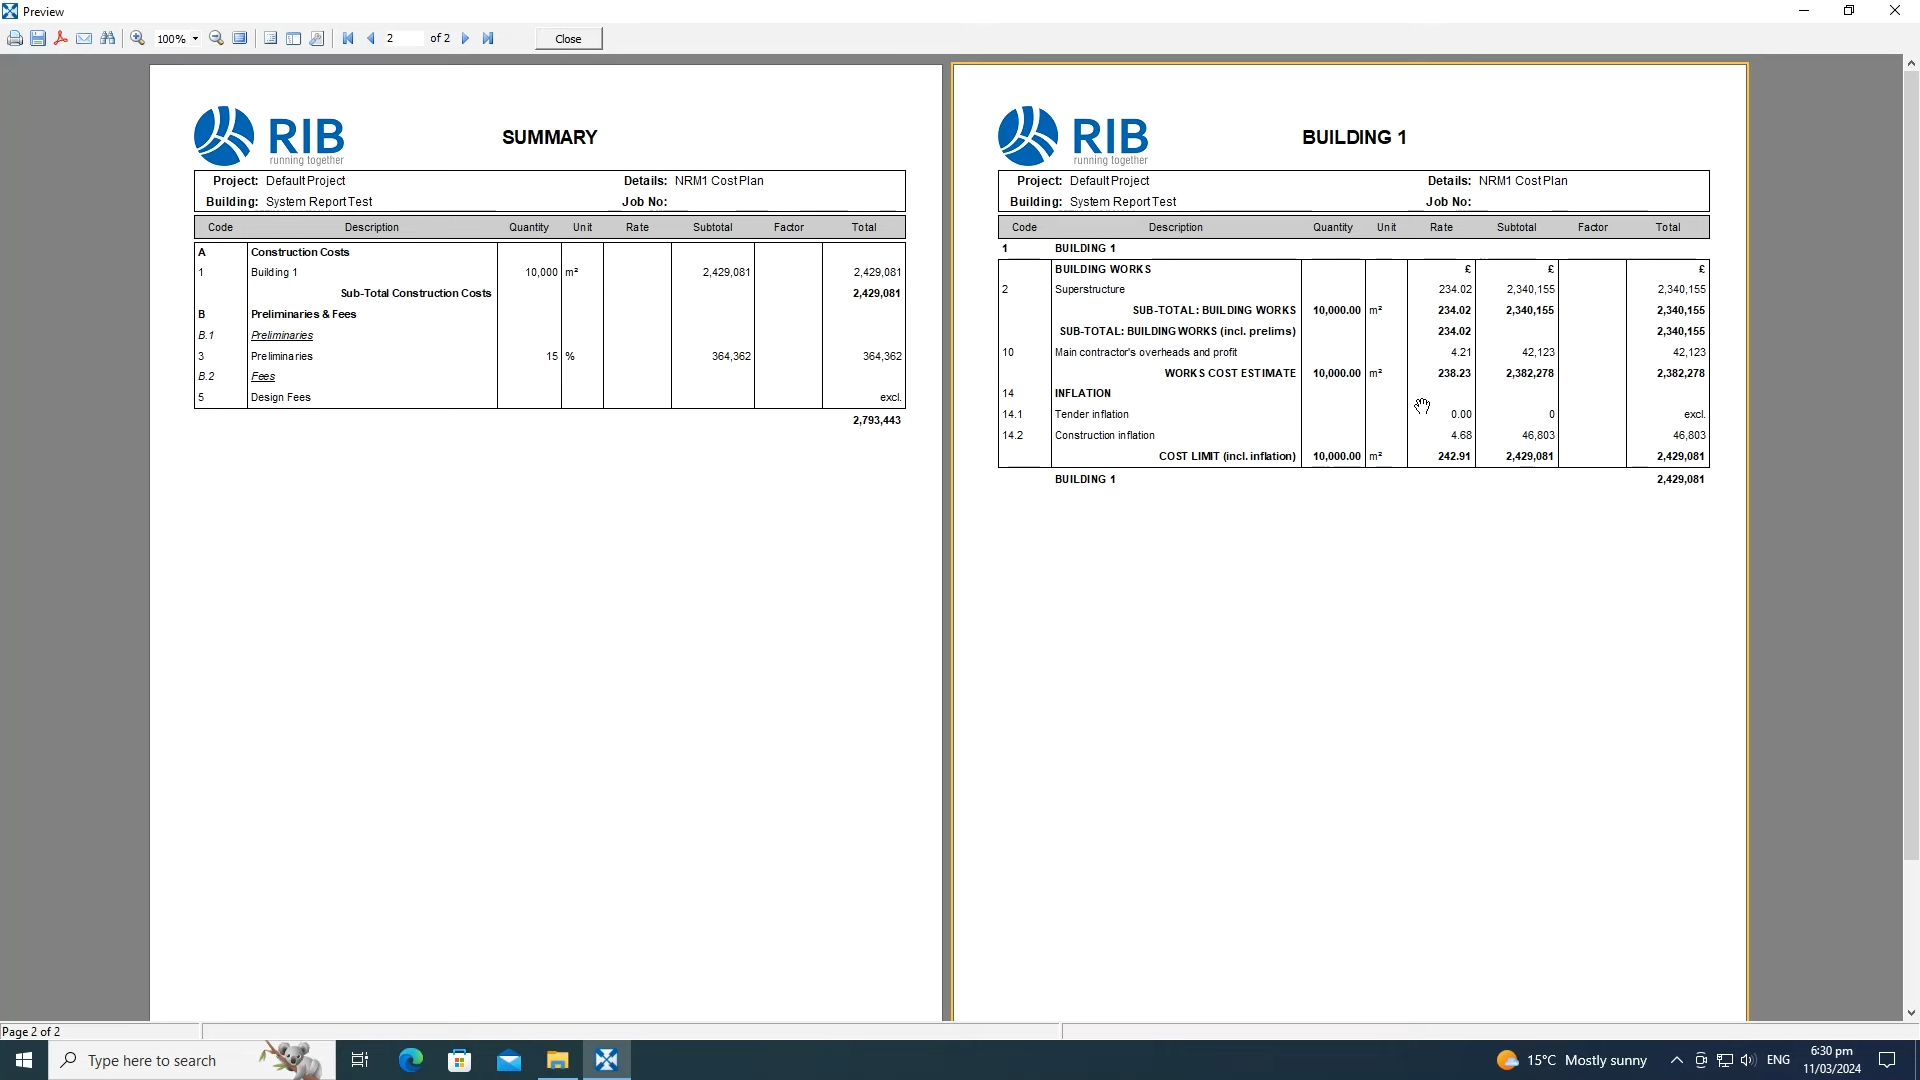 Preview
100%
2 of 2
Close
RIB
running together
SUMMARY
Project: Default Project Details: NRM1 Cost Plan
Building: System Report Test Job No:
Code Description Quantity Unit Rate Subtotal Factor Total
A Construction Costs
1 Building 1 10,000 m² 2,429,081 2,429,081
Sub-Total Construction Costs 2,429,081
B Preliminaries & Fees
B.1 Preliminaries
3 Preliminaries 15 % 364,362 364,362
B.2 Fees
5 Design Fees excl.
2,793,443
RIB
running together
BUILDING 1
Project: Default Project Details: NRM1 Cost Plan
Building: System Report Test Job No:
Code Description Quantity Unit Rate Subtotal Factor Total
1 BUILDING 1
BUILDING WORKS £ £ £
2 Superstructure 234.02 2,340,155 2,340,155
SUB-TOTAL: BUILDING WORKS 10,000.00 m² 234.02 2,340,155 2,340,155
SUB-TOTAL: BUILDING WORKS (incl. prelims) 234.02 2,340,155
10 Main contractor's overheads and profit 4.21 42,123 42,123
WORKS COST ESTIMATE 10,000.00 m² 238.23 2,382,278 2,382,278
14 INFLATION
14.1 Tender inflation 0.00 0 excl.
14.2 Construction inflation 4.68 46,803 46,803
COST LIMIT (incl. inflation) 10,000.00 m² 242.91 2,429,081 2,429,081
BUILDING 1 2,429,081
Page 2 of 2
Type here to search
15°C Mostly sunny
ENG
6:30 pm
11/03/2024